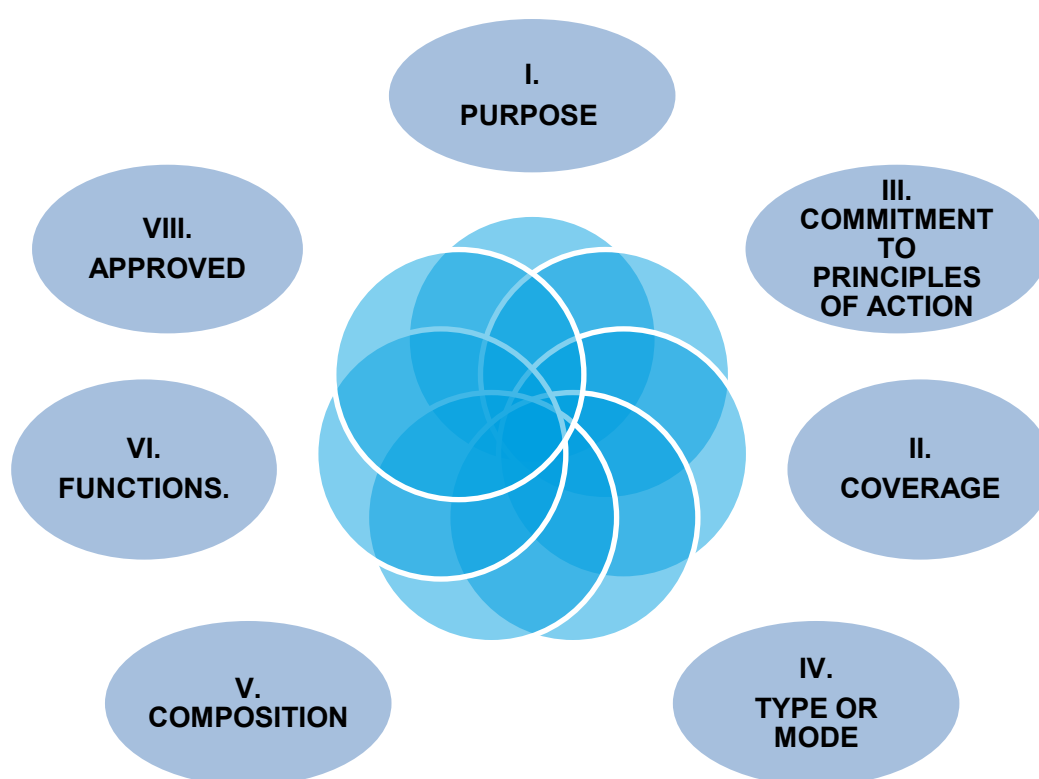 I.
PURPOSE
III.
COMMITMENT
TO
PRINCIPLES
OF ACTION
II.
COVERAGE
IV.
TYPE OR
MODE
V.
COMPOSITION
VI.
FUNCTIONS.
VIII.
APPROVED